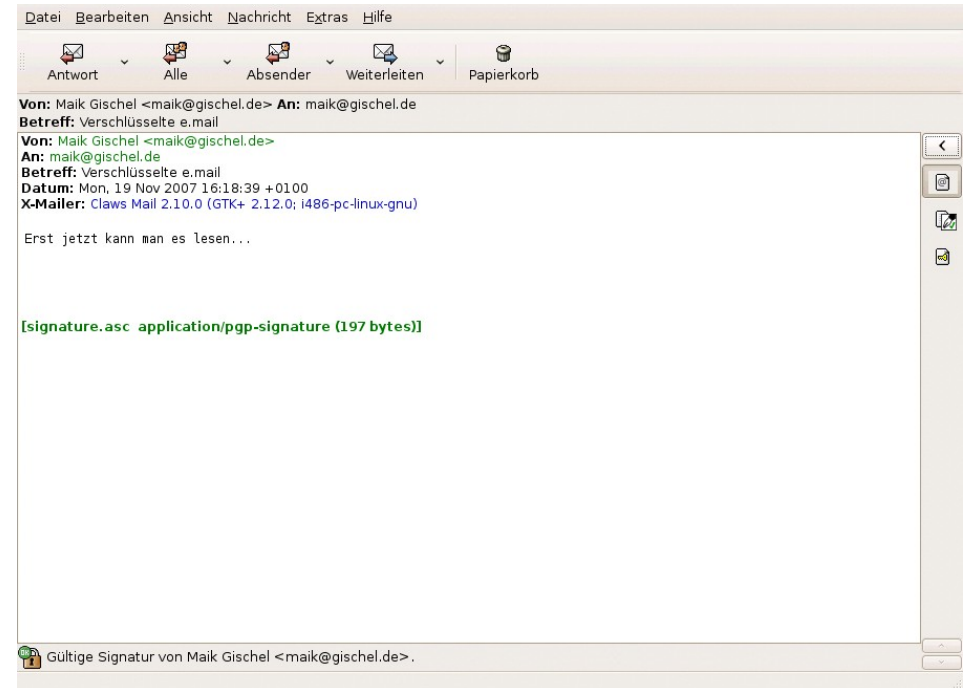 Datei Bearbeiten Ansicht Nachricht Extras Hilfe
Antwort Alle Absender Weiterleiten Papierkorb
Von: Maik Gischel <maik@gischel.de> An: maik@gischel.de
Betreff: Verschlüsselte e.mail
Von: Maik Gischel <maik@gischel.de>
An: maik@gischel.de
Betreff: Verschlüsselte e.mail
Datum: Mon, 19 Nov 2007 16:18:39 +0100
X-Mailer: Claws Mail 2.10.0 (GTK+ 2.12.0; i486-pc-linux-gnu)
Erst jetzt kann man es lesen...
[signature.asc application/pgp-signature (197 bytes)]
Gültige Signatur von Maik Gischel <maik@gischel.de>.